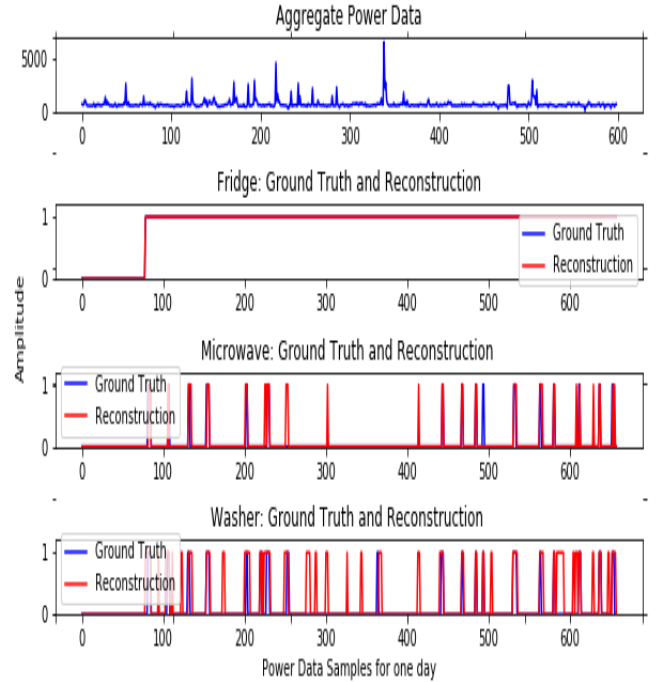 Aggregate Power Data
5000
0
0 100 200 300 400 500 600
Fridge: Ground Truth and Reconstruction
1
Ground Truth
Reconstruction
0
0 100 200 300 400 500 600
Amplitude
Microwave: Ground Truth and Reconstruction
1
Ground Truth
Reconstruction
0
0 100 200 300 400 500 600
Washer: Ground Truth and Reconstruction
1
Ground Truth
Reconstruction
0
0 100 200 300 400 500 600
Power Data Samples for one day